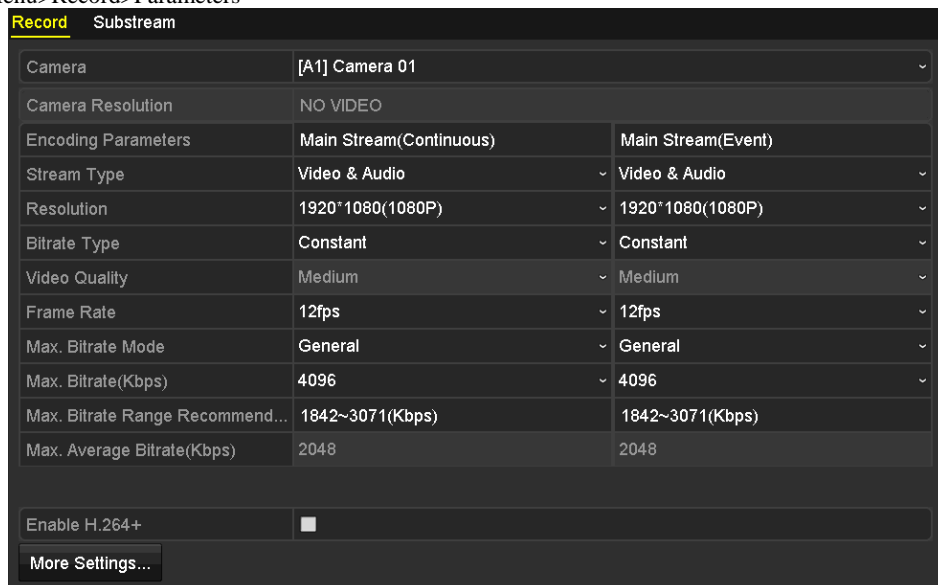 Record>Parameters
Record Substream
Camera [A1] Camera 01
Camera Resolution NO VIDEO
Encoding Parameters Main Stream(Continuous) Main Stream(Event)
Stream Type Video & Audio Video & Audio
Resolution 1920*1080(1080P) 1920*1080(1080P)
Bitrate Type Constant Constant
Video Quality Medium Medium
Frame Rate 12fps 12fps
Max. Bitrate Mode General General
Max. Bitrate(Kbps) 4096 4096
Max. Bitrate Range Recommend... 1842~3071(Kbps) 1842~3071(Kbps)
Max. Average Bitrate(Kbps) 2048 2048
Enable H.264+
More Settings...